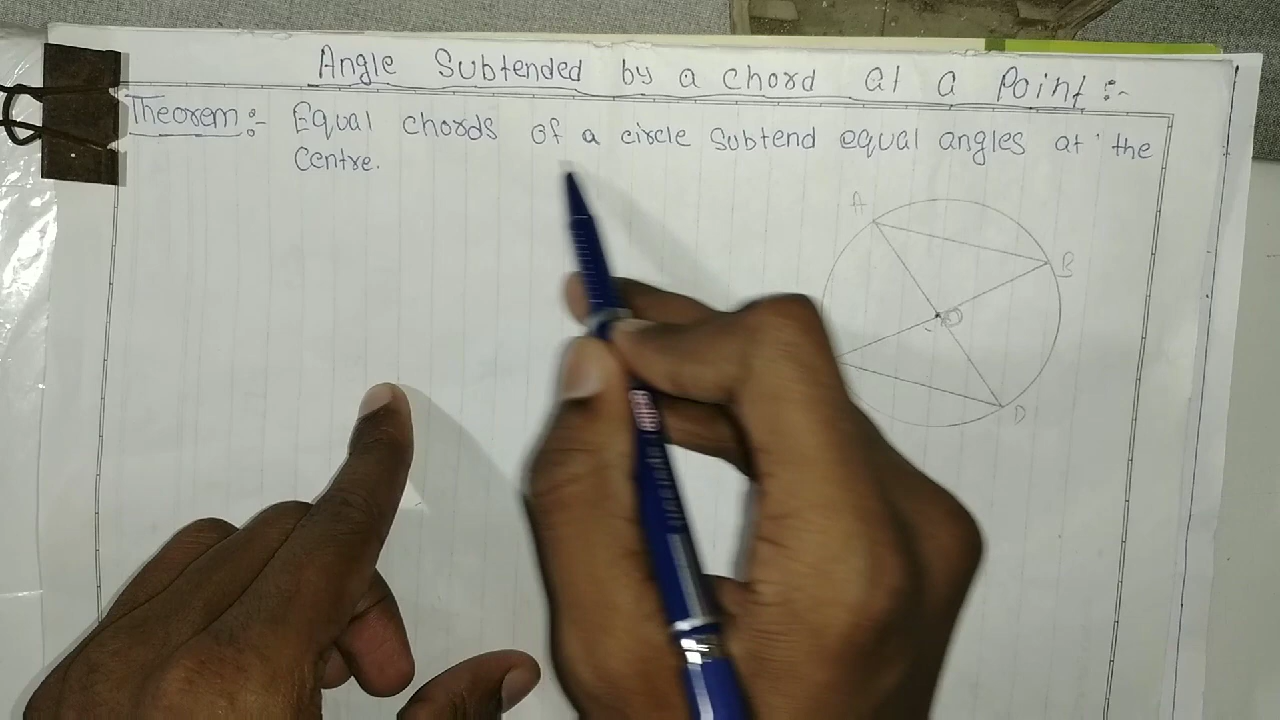 Angle Subtended by a chord at a Point :-
Theorem :- Equal chords of a circle Subtend equal angles at the
Centre.
A
B
O
D